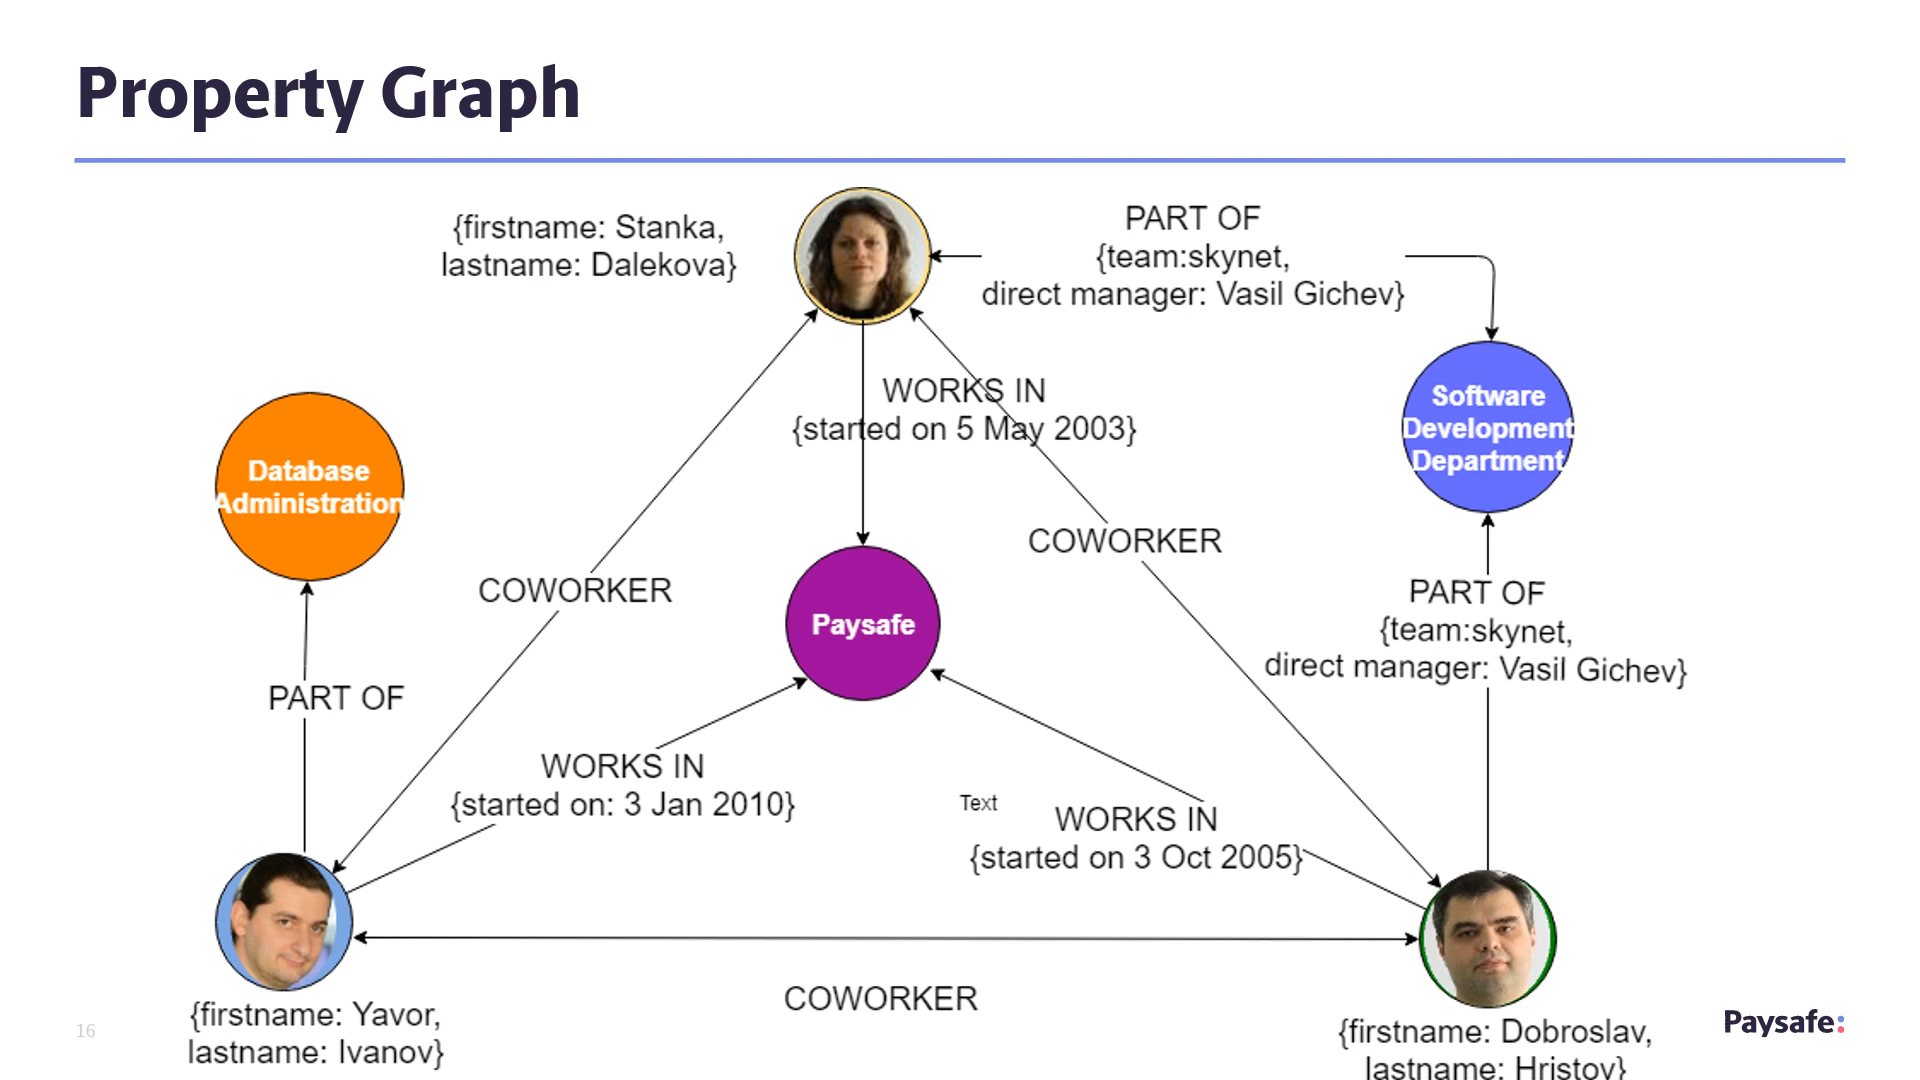 Property Graph
{firstname: Stanka,
lastname: Dalekova}
PART OF
{team:skynet,
direct manager: Vasil Gichev}
WORKS IN
{started on 5 May 2003}
Software
Development
Department
Database
Administration
COWORKER
COWORKER
Paysafe
PART OF
{team:skynet,
direct manager: Vasil Gichev}
PART OF
WORKS IN
{started on: 3 Jan 2010}
Text
WORKS IN
{started on 3 Oct 2005}
COWORKER
{firstname: Yavor,
lastname: Ivanov}
{firstname: Dobroslav,
lastname: Hristov}
16
Paysafe: